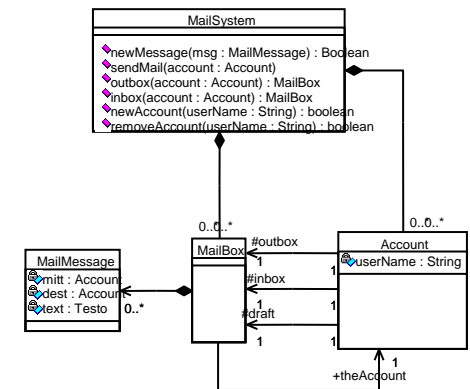 MailSystem
newMessage(msg : MailMessage) : Boolean
sendMail(account : Account)
outbox(account : Account) : MailBox
inbox(account : Account) : MailBox
newAccount(userName : String) : boolean
removeAccount(userName : String) : boolean
0..0..*
0..0..*
MailMessage
mitt : Account
dest : Account
text : Testo
0..*
MailBox
#outbox
1
1
#inbox
1
1
#draft
1
1
Account
userName : String
1
+theAccount